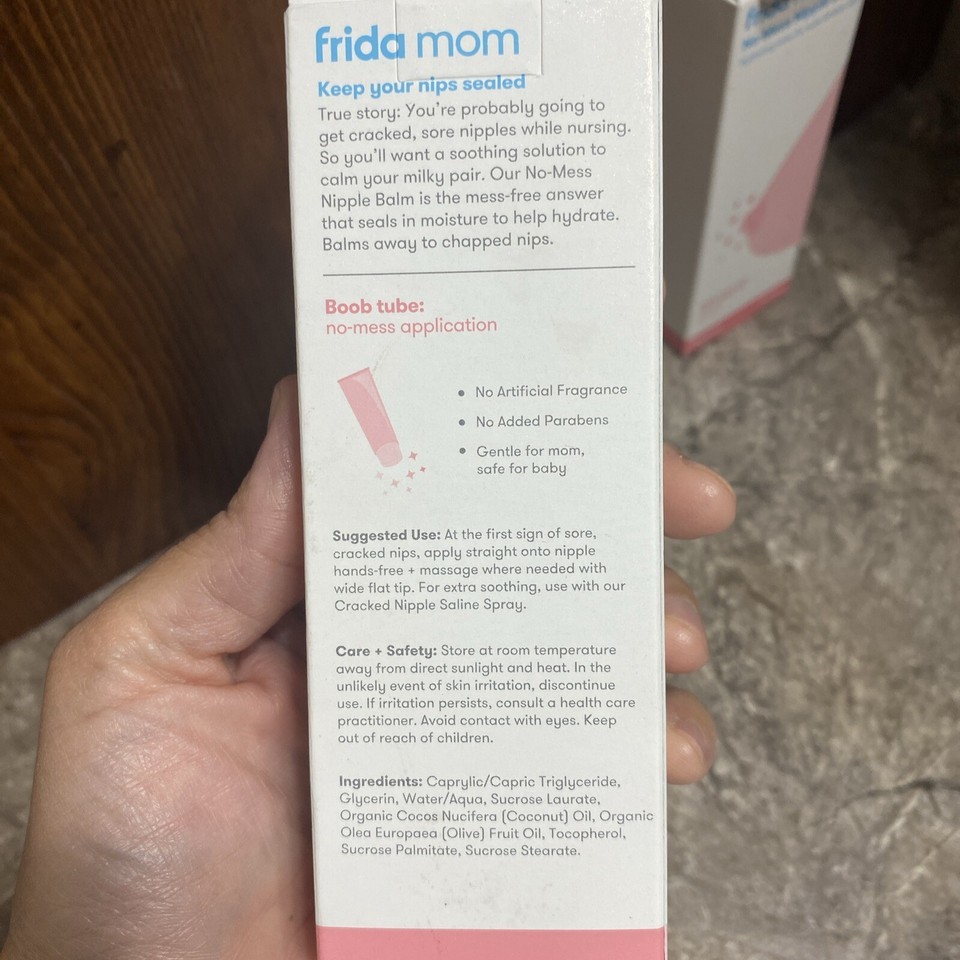 frida mom
Keep your nips sealed
True story: You're probably going to
get cracked, sore nipples while nursing.
So you'll want a soothing solution to
calm your milky pair. Our No-Mess
Nipple Balm is the mess-free answer
that seals in moisture to help hydrate.
Balms away to chapped nips.
Boob tube:
no-mess application
• No Artificial Fragrance
• No Added Parabens
• Gentle for mom,
safe for baby
Suggested Use: At the first sign of sore,
cracked nips, apply straight onto nipple
hands-free + massage where needed with
wide flat tip. For extra soothing, use with our
Cracked Nipple Saline Spray.
Care + Safety: Store at room temperature
away from direct sunlight and heat. In the
unlikely event of skin irritation, discontinue
use. If irritation persists, consult a health care
practitioner. Avoid contact with eyes. Keep
out of reach of children.
Ingredients: Caprylic/Capric Triglyceride,
Glycerin, Water/Aqua, Sucrose Laurate,
Organic Cocos Nucifera (Coconut) Oil, Organic
Olea Europaea (Olive) Fruit Oil, Tocopherol,
Sucrose Palmitate, Sucrose Stearate.